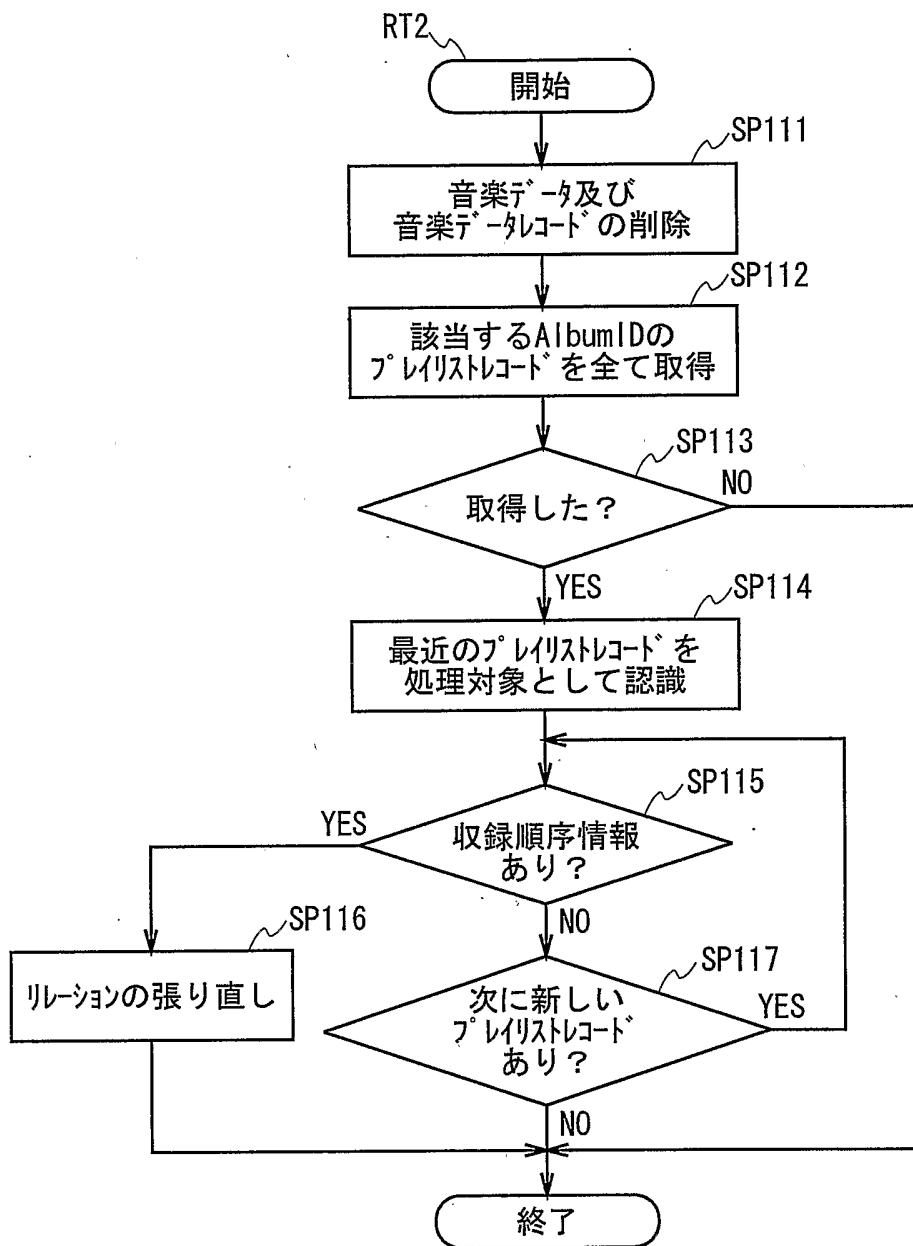 RT2
開始
SP111
音楽ﾃﾞｰﾀ及び
音楽ﾃﾞｰﾀﾚｺｰﾄﾞの削除
SP112
該当するAlbumIDの
ﾌﾟﾚｲﾘｽﾄﾚｺｰﾄﾞを全て取得
SP113
取得した？
NO
YES
SP114
最近のﾌﾟﾚｲﾘｽﾄﾚｺｰﾄﾞを
処理対象として認識
SP115
収録順序情報
あり？
YES
NO
SP116
ﾘﾚｰｼｮﾝの張り直し
SP117
次に新しい
ﾌﾟﾚｲﾘｽﾄﾚｺｰﾄﾞ
あり？
YES
NO
終了